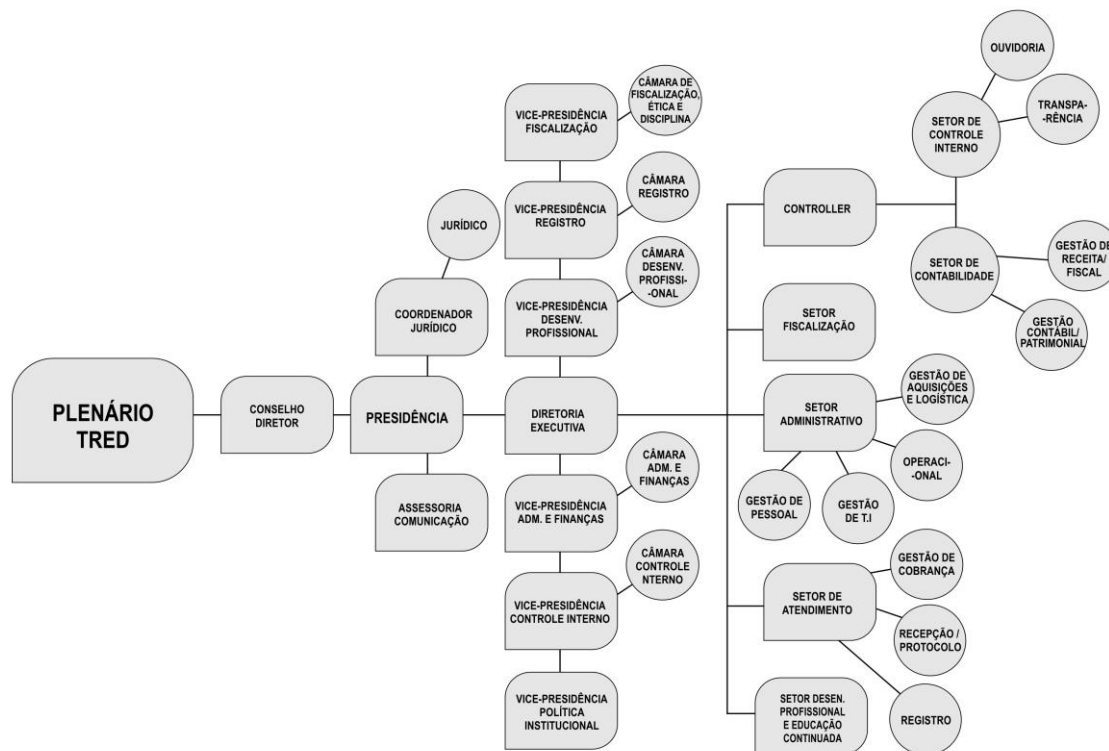 PLENÁRIO
TRED
CONSELHO
DIRETOR
JURÍDICO
COORDENADOR
JURÍDICO
PRESIDÊNCIA
ASSESSORIA
COMUNICAÇÃO
VICE-PRESIDÊNCIA
FISCALIZAÇÃO
CÂMARA DE
FISCALIZAÇÃO,
ÉTICA E
DISCIPLINA
VICE-PRESIDÊNCIA
REGISTRO
CÂMARA
REGISTRO
VICE-PRESIDÊNCIA
DESENV.
PROFISSIONAL
CÂMARA
DESENV.
PROFISSI-
-ONAL
DIRETORIA
EXECUTIVA
VICE-PRESIDÊNCIA
ADM. E FINANÇAS
CÂMARA
ADM. E
FINANÇAS
VICE-PRESIDÊNCIA
CONTROLE INTERNO
CÂMARA
CONTROLE
NTERNO
VICE-PRESIDÊNCIA
POLÍTICA
INSTITUCIONAL
CONTROLLER
SETOR DE
CONTROLE
INTERNO
OUVIDORIA
TRANSPA-
-RÊNCIA
SETOR DE
CONTABILIDADE
GESTÃO DE
RECEITA/
FISCAL
GESTÃO
CONTÁBIL/
PATRIMONIAL
SETOR
FISCALIZAÇÃO
SETOR
ADMINISTRATIVO
GESTÃO DE
AQUISIÇÕES
E LOGÍSTICA
OPERACI-
-ONAL
GESTÃO DE
PESSOAL
GESTÃO
DE T.I
SETOR DE
ATENDIMENTO
GESTÃO DE
COBRANÇA
RECEPÇÃO /
PROTOCOLO
REGISTRO
SETOR DESEN.
PROFISSIONAL
E EDUCAÇÃO
CONTINUADA